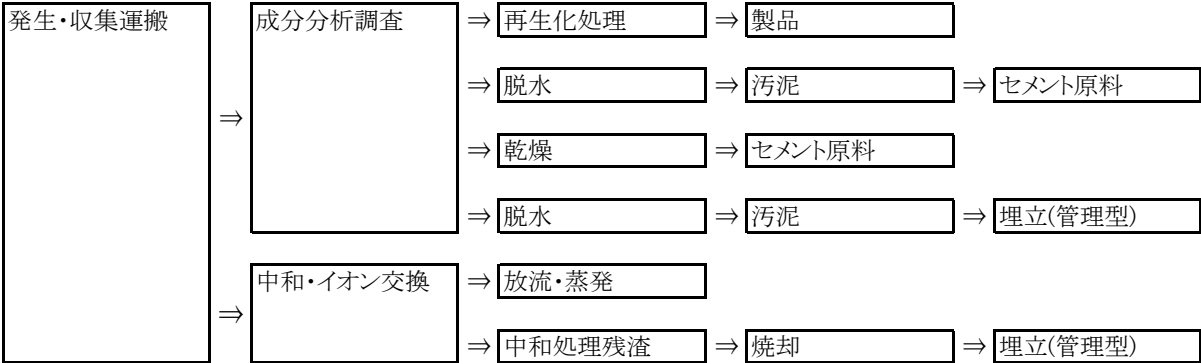 発生・収集運搬 ⇒ 成分分析調査 ⇒ 再生化処理 ⇒ 製品
⇒ 脱水 ⇒ 汚泥 ⇒ セメント原料
⇒ 乾燥 ⇒ セメント原料
⇒ 脱水 ⇒ 汚泥 ⇒ 埋立(管理型)
⇒ 中和・イオン交換 ⇒ 放流・蒸発
⇒ 中和処理残渣 ⇒ 焼却 ⇒ 埋立(管理型)